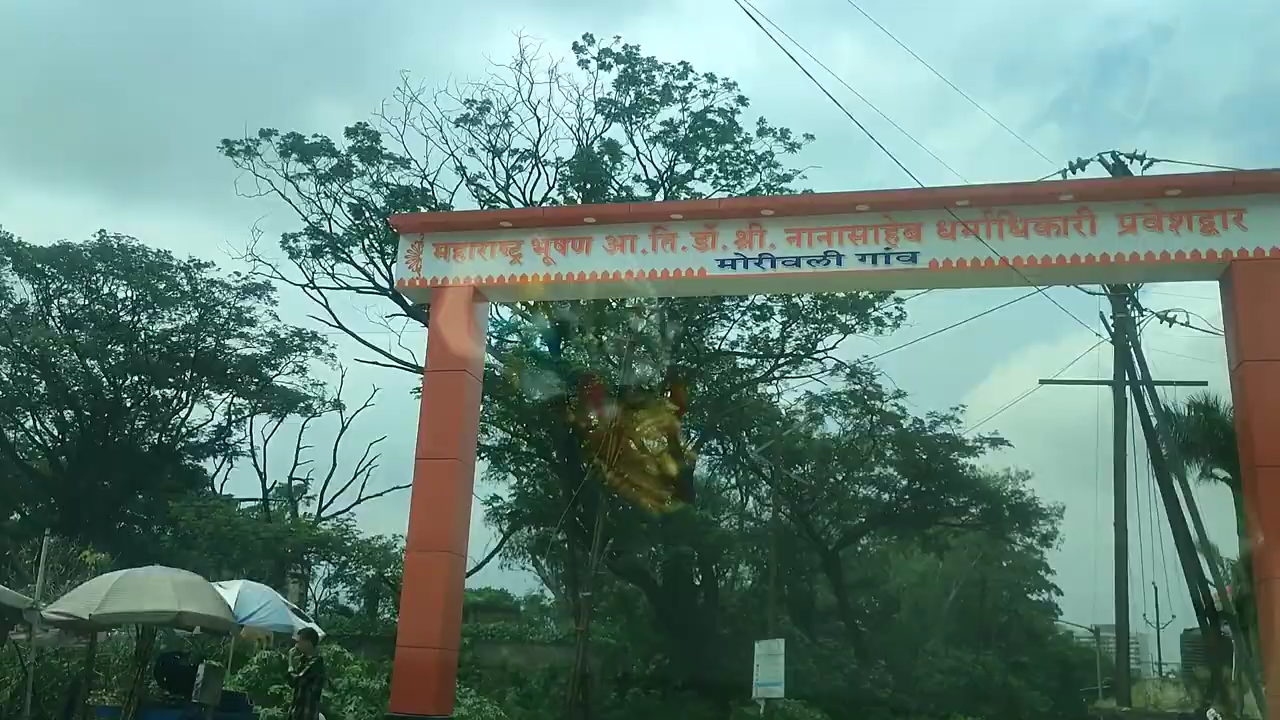 महाराष्ट्र भूषण आ.ति.डॉ.श्री. नानासाहेब धर्माधिकारी प्रवेशद्वार
मोरीवली गांव